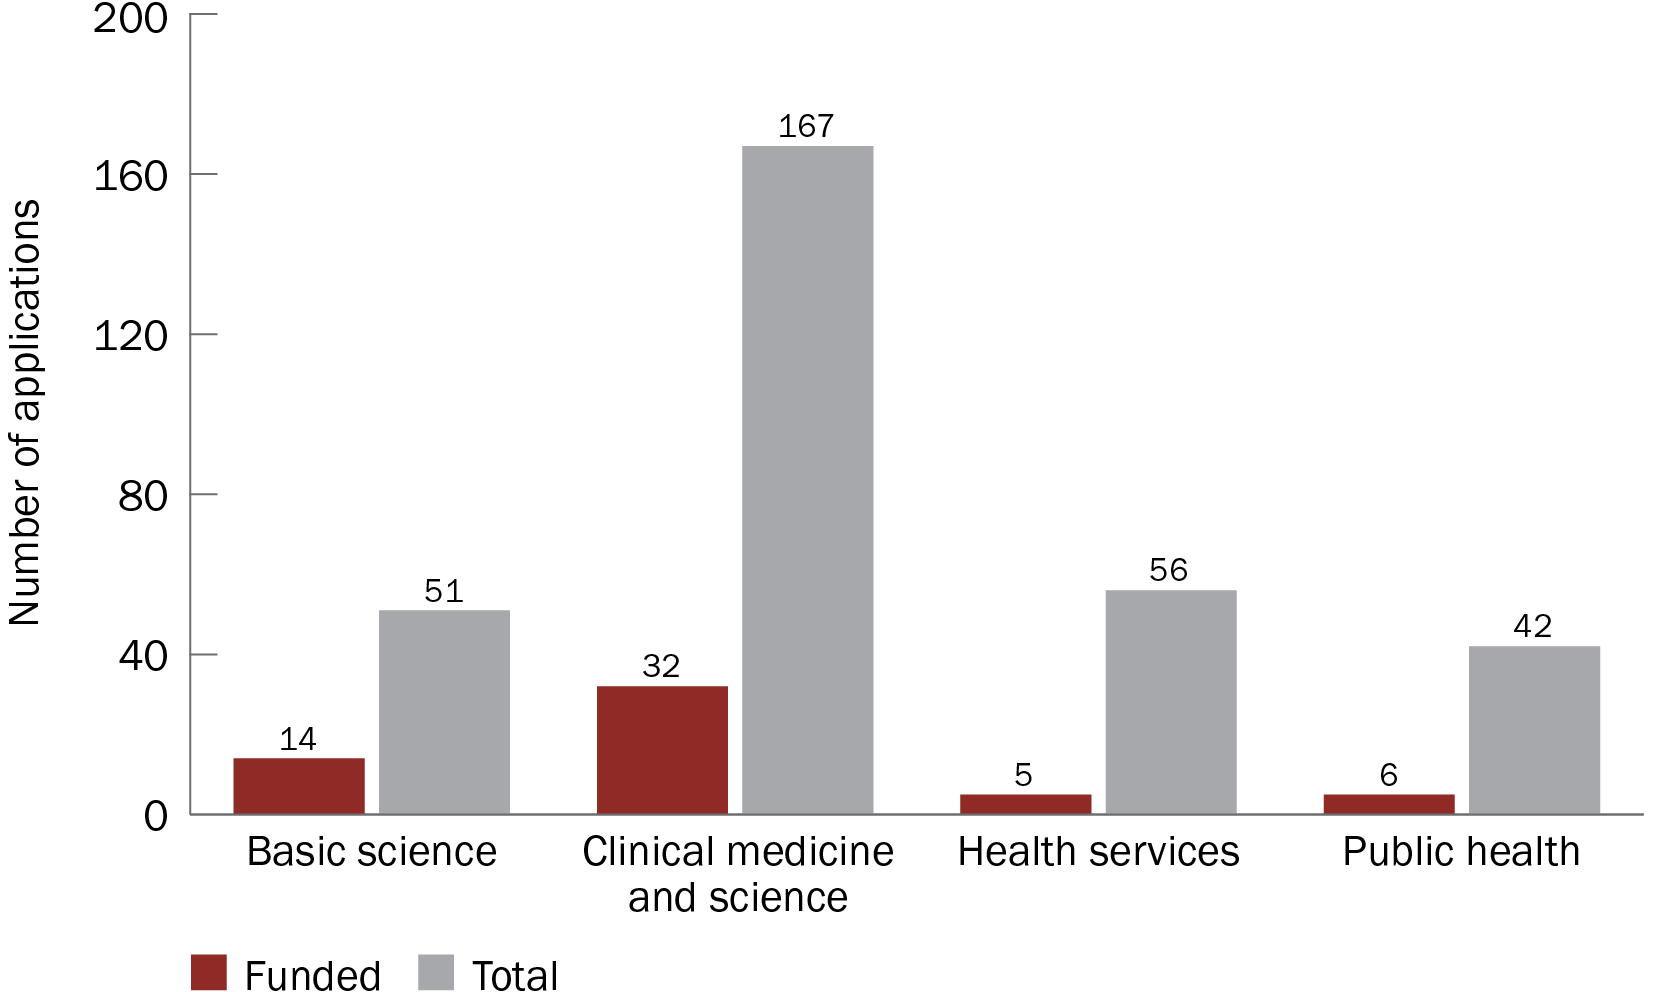 Number of applications
200
160
120
80
40
0
167
51
56
42
32
14
5
6
Basic science
Clinical medicine
and science
Health services
Public health
Funded
Total